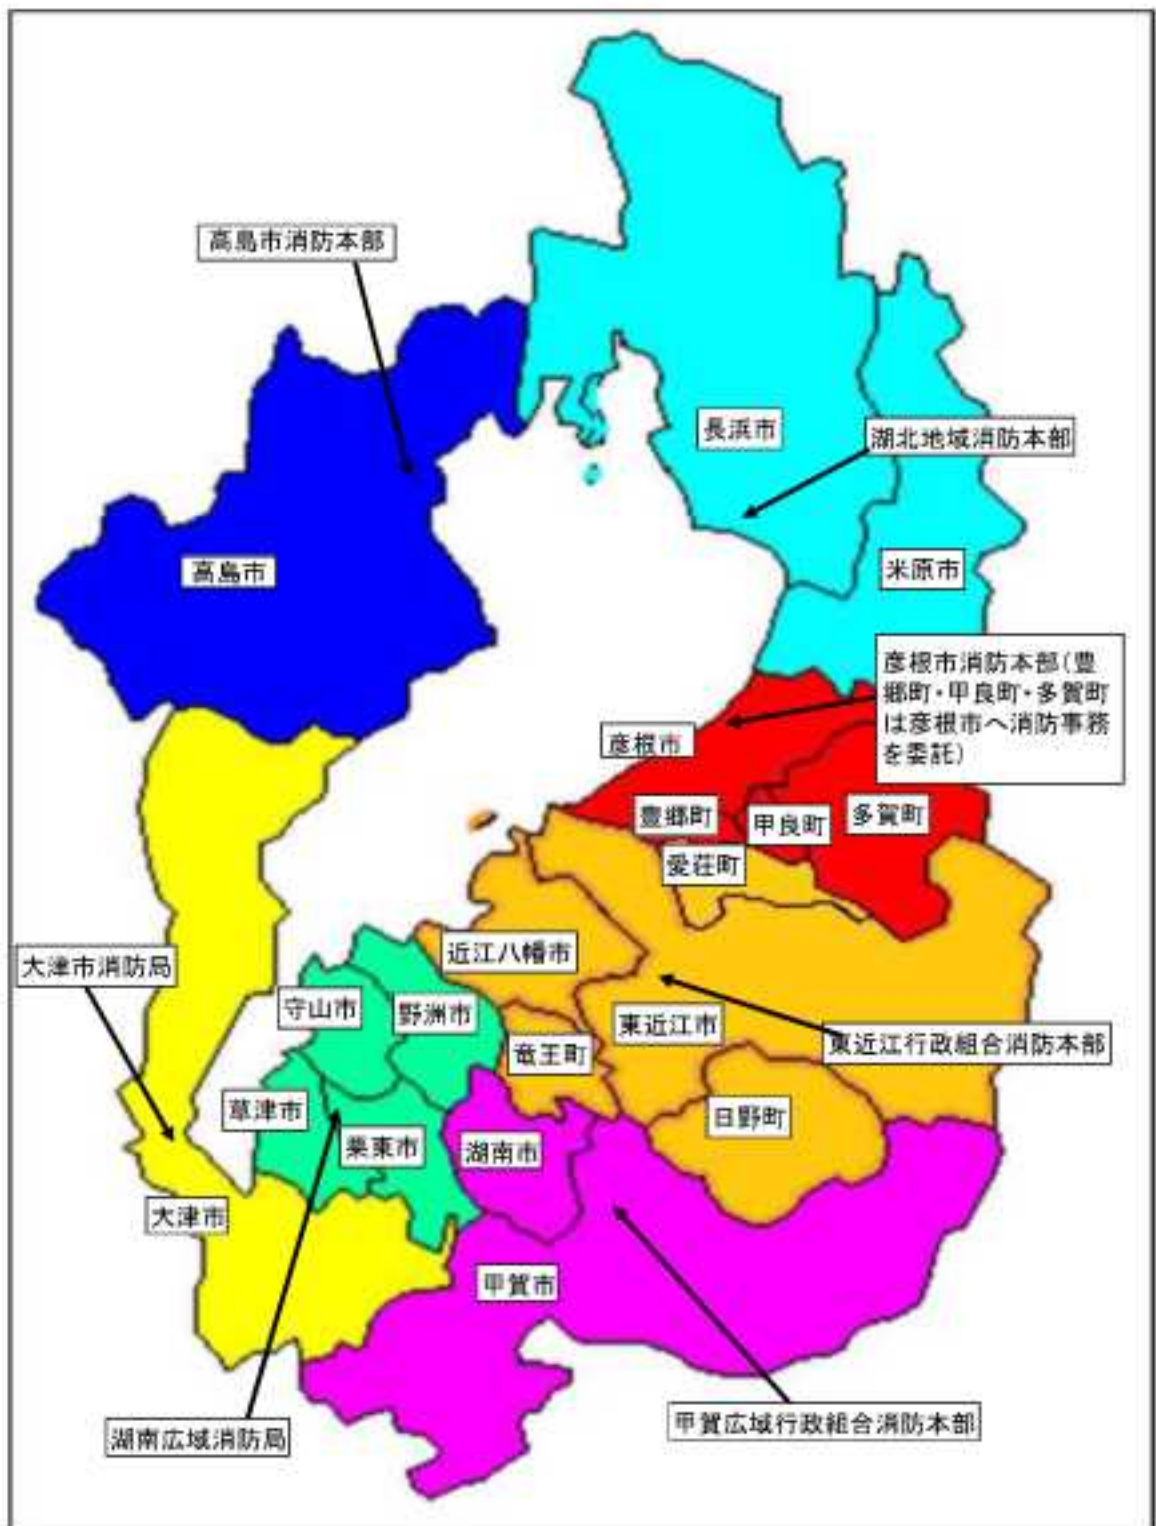 高島市消防本部
長浜市
湖北地域消防本部
高島市
米原市
彦根市消防本部(豊
郷町・甲良町・多賀町
は彦根市へ消防事務
を委託)
彦根市
豊郷町
甲良町
多賀町
愛荘町
近江八幡市
大津市消防局
守山市
野洲市
東近江市
竜王町
東近江行政組合消防本部
草津市
日野町
栗東市
湖南市
大津市
甲賀市
甲賀広域行政組合消防本部
湖南広域消防局